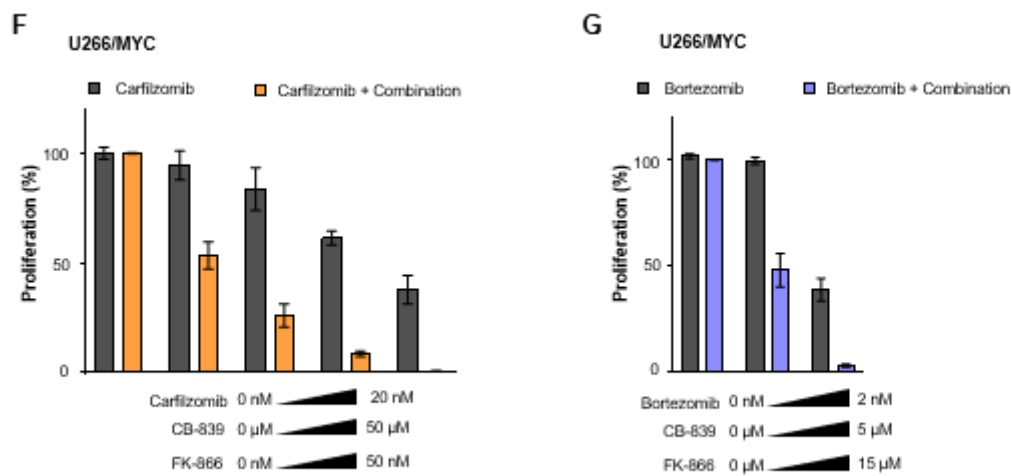 F
U266/MYC
Carfilzomib
Carfilzomib + Combination
Proliferation (%)
100
50
0
Carfilzomib 0 nM 20 nM
CB-839 0 µM 50 µM
FK-866 0 nM 50 nM
G
U266/MYC
Bortezomib
Bortezomib + Combination
Proliferation (%)
100
50
0
Bortezomib 0 nM 2 nM
CB-839 0 µM 5 µM
FK-866 0 µM 15 µM